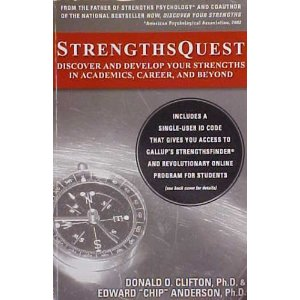 FROM THE FATHER OF STRENGTHS PSYCHOLOGY* AND COAUTHOR
OF THE NATIONAL BESTSELLER NOW, DISCOVER YOUR STRENGTHS
*American Psychological Association, 2002
STRENGTHSQUEST
DISCOVER AND DEVELOP YOUR STRENGTHS
IN ACADEMICS, CAREER, AND BEYOND
INCLUDES A
SINGLE-USER ID CODE
THAT GIVES YOU ACCESS TO
GALLUP'S STRENGTHSFINDER®
AND REVOLUTIONARY ONLINE
PROGRAM FOR STUDENTS
(see back cover for details)
DONALD O. CLIFTON, Ph.D. &
EDWARD "CHIP" ANDERSON, Ph.D.